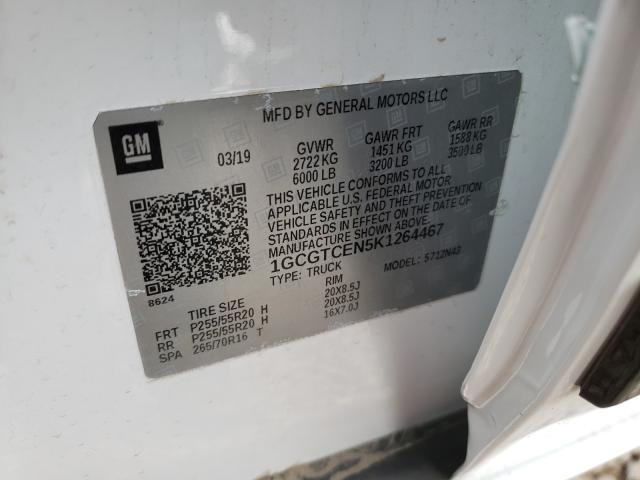 MFD BY GENERAL MOTORS LLC
GM
03/19
GVWR GAWR FRT GAWR RR
2722 KG 1451 KG 1588 KG
6000 LB 3200 LB 3500 LB
THIS VEHICLE CONFORMS TO ALL
APPLICABLE U.S. FEDERAL MOTOR
VEHICLE SAFETY AND THEFT PREVENTION
STANDARDS IN EFFECT ON THE DATE OF
MANUFACTURE SHOWN ABOVE.
1GCGTCEN5K1264467
TYPE: TRUCK MODEL: 5712N43
8624
TIRE SIZE RIM
FRT P255/55R20 H 20X8.5J
RR P255/55R20 H 20X8.5J
SPA 265/70R16 T 16X7.0J